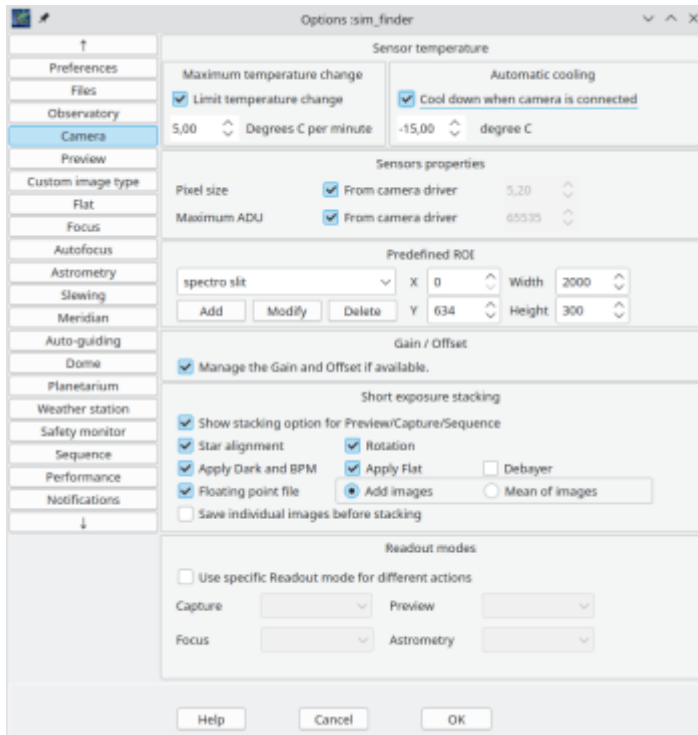 Options :sim_finder
↑
Preferences
Files
Observatory
Camera
Preview
Custom image type
Flat
Focus
Autofocus
Astrometry
Slewing
Meridian
Auto-guiding
Dome
Planetarium
Weather station
Safety monitor
Sequence
Performance
Notifications
↓
Sensor temperature
Maximum temperature change
Limit temperature change
5,00 Degrees C per minute
Automatic cooling
Cool down when camera is connected
-15,00 degree C
Sensors properties
Pixel size From camera driver 5,20
Maximum ADU From camera driver 65535
Predefined ROI
spectro slit X 0 Width 2000
Add Modify Delete Y 634 Height 300
Gain / Offset
Manage the Gain and Offset if available.
Short exposure stacking
Show stacking option for Preview/Capture/Sequence
Star alignment Rotation
Apply Dark and BPM Apply Flat Debayer
Floating point file Add images Mean of images
Save individual images before stacking
Readout modes
Use specific Readout mode for different actions
Capture Preview
Focus Astrometry
Help Cancel OK